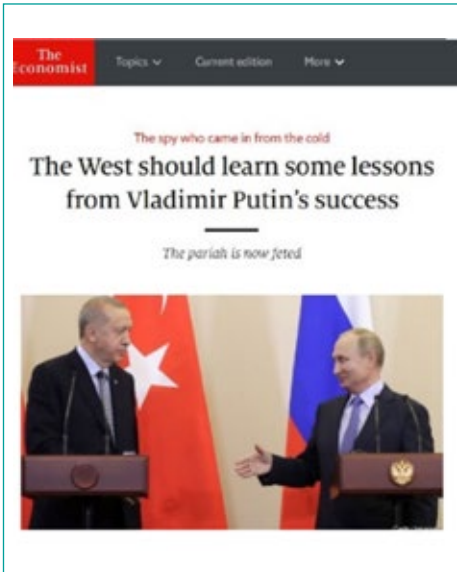 The
Economist
Topics
Current edition
More
The spy who came in from the cold
The West should learn some lessons
from Vladimir Putin's success
The pariah is now feted